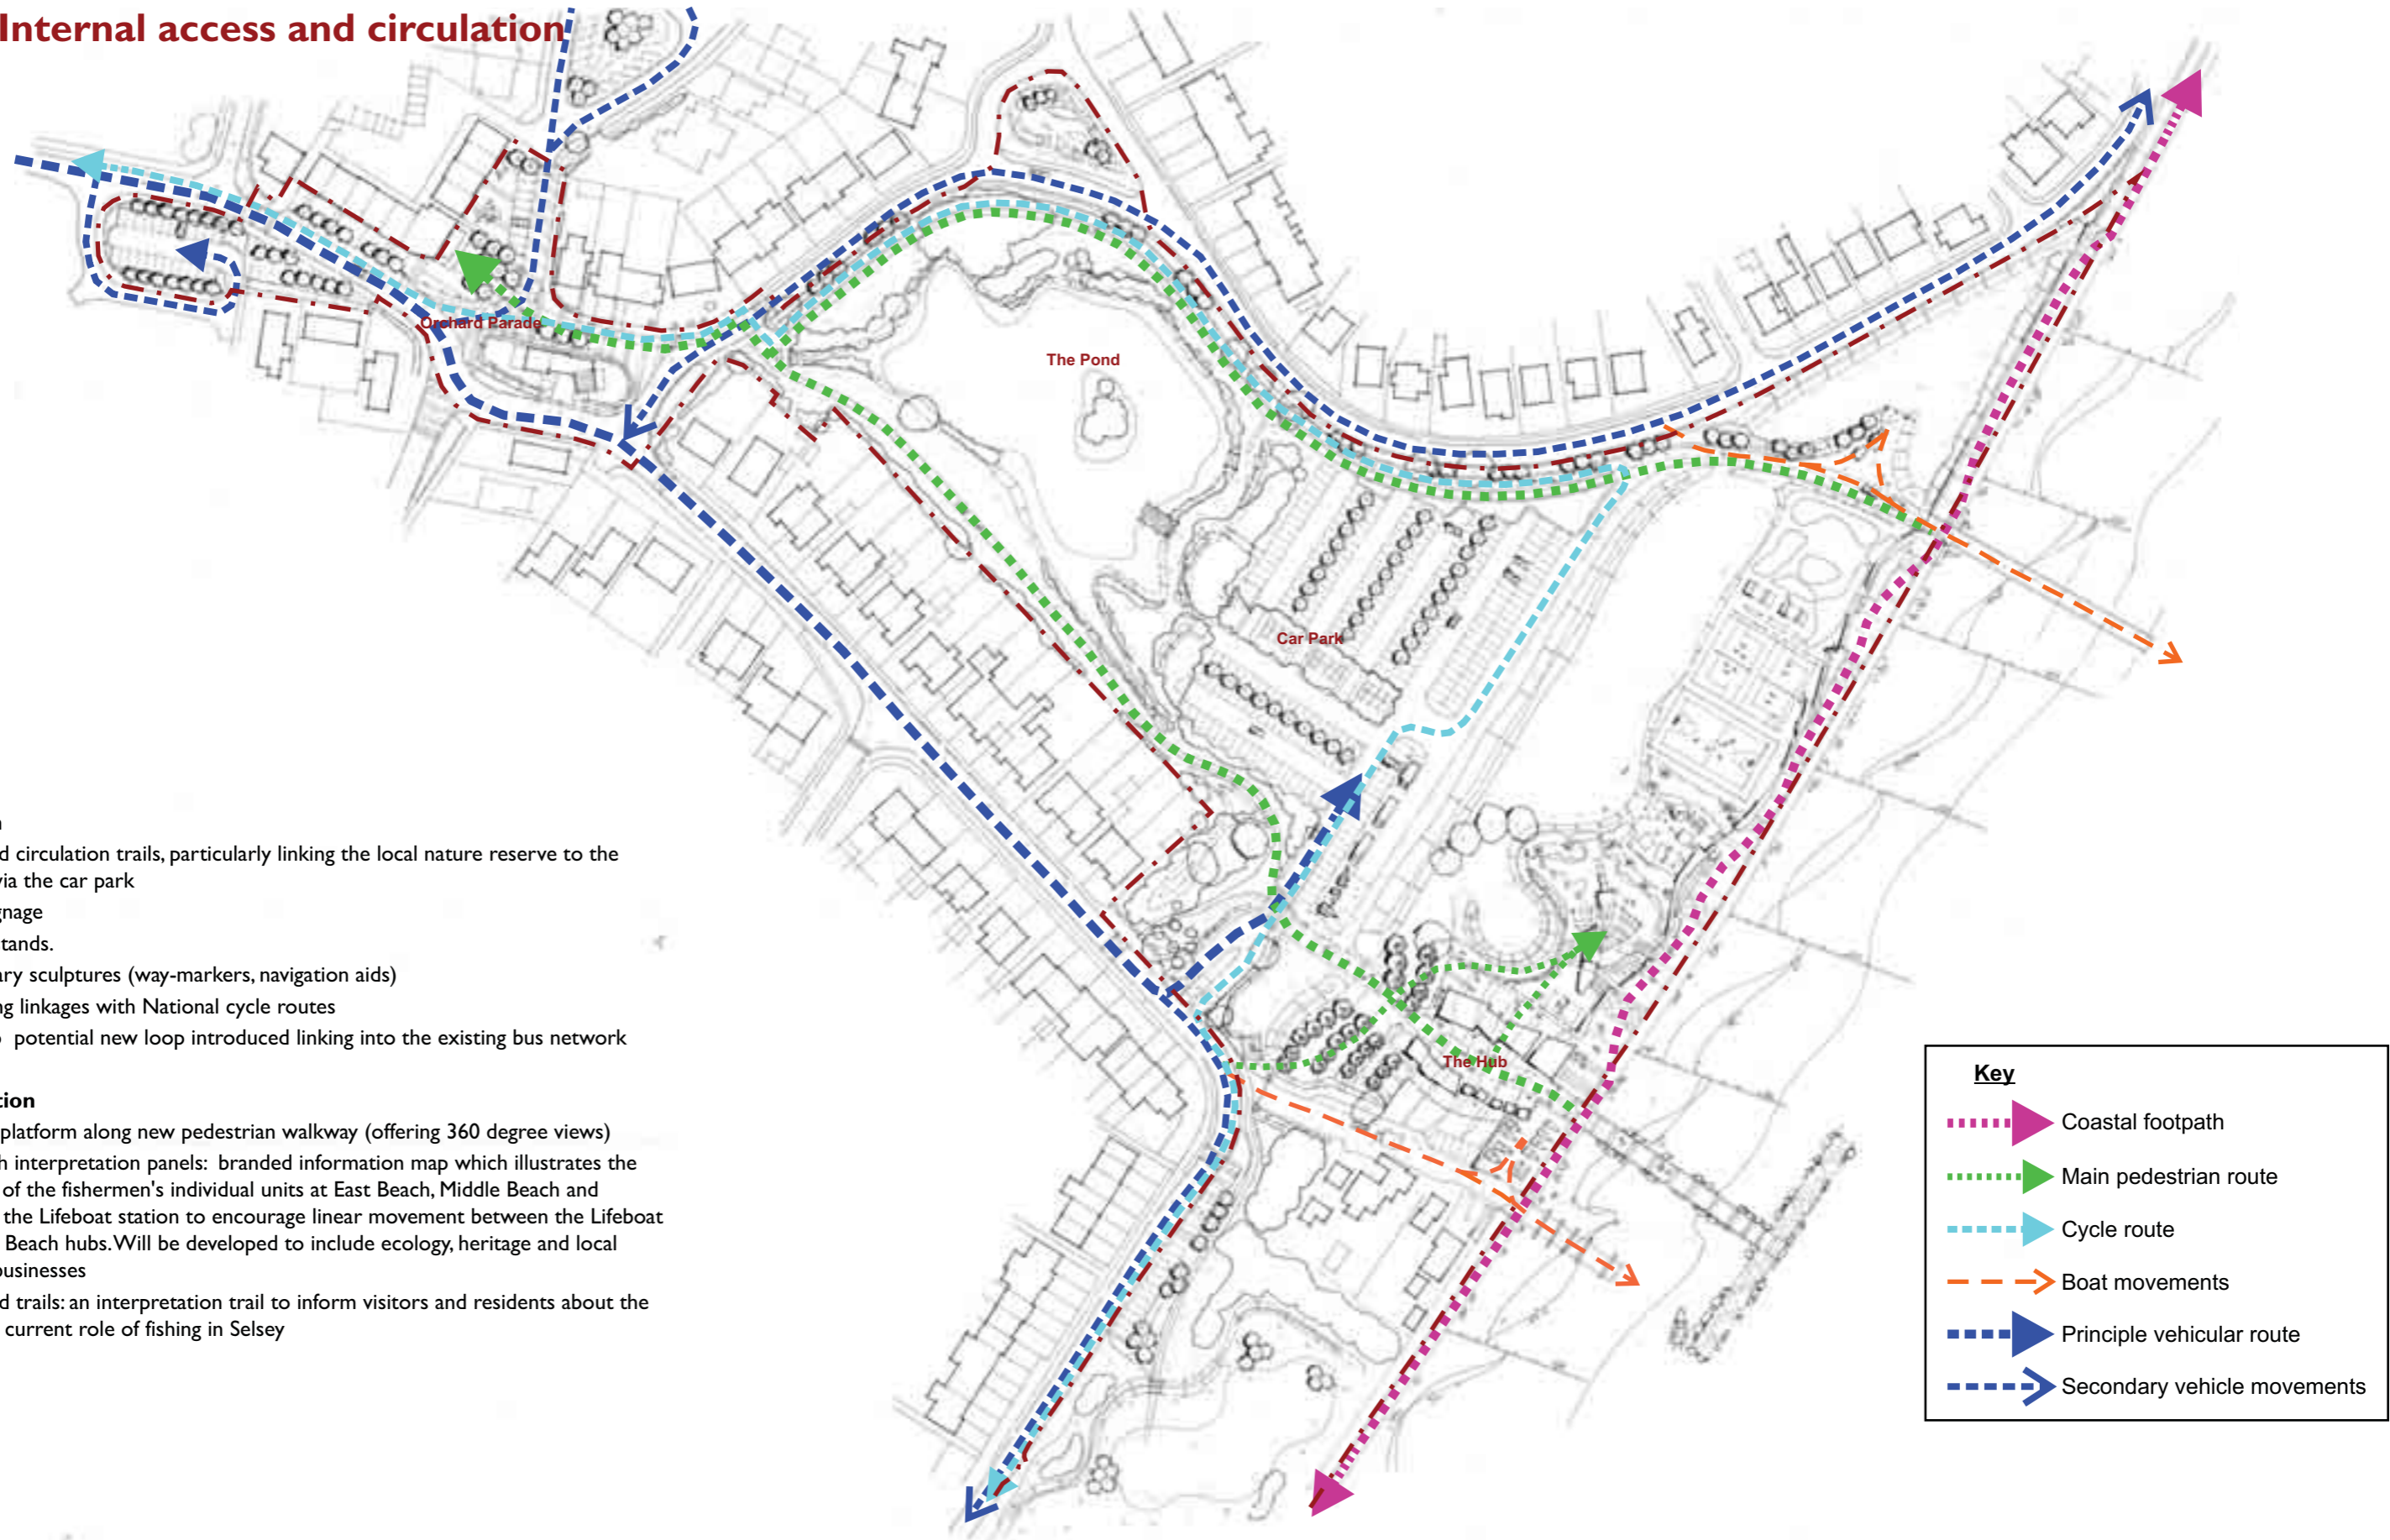 Internal access and circulation
Orchard Parade
The Pond
Car Park
The Hub
d circulation trails, particularly linking the local nature reserve to the
via the car park
gnage
tands.
ary sculptures (way-markers, navigation aids)
ng linkages with National cycle routes
potential new loop introduced linking into the existing bus network
tion
platform along new pedestrian walkway (offering 360 degree views)
h interpretation panels: branded information map which illustrates the
of the fishermen's individual units at East Beach, Middle Beach and
the Lifeboat station to encourage linear movement between the Lifeboat
Beach hubs. Will be developed to include ecology, heritage and local
businesses
d trails: an interpretation trail to inform visitors and residents about the
current role of fishing in Selsey
Key
Coastal footpath
Main pedestrian route
Cycle route
Boat movements
Principle vehicular route
Secondary vehicle movements